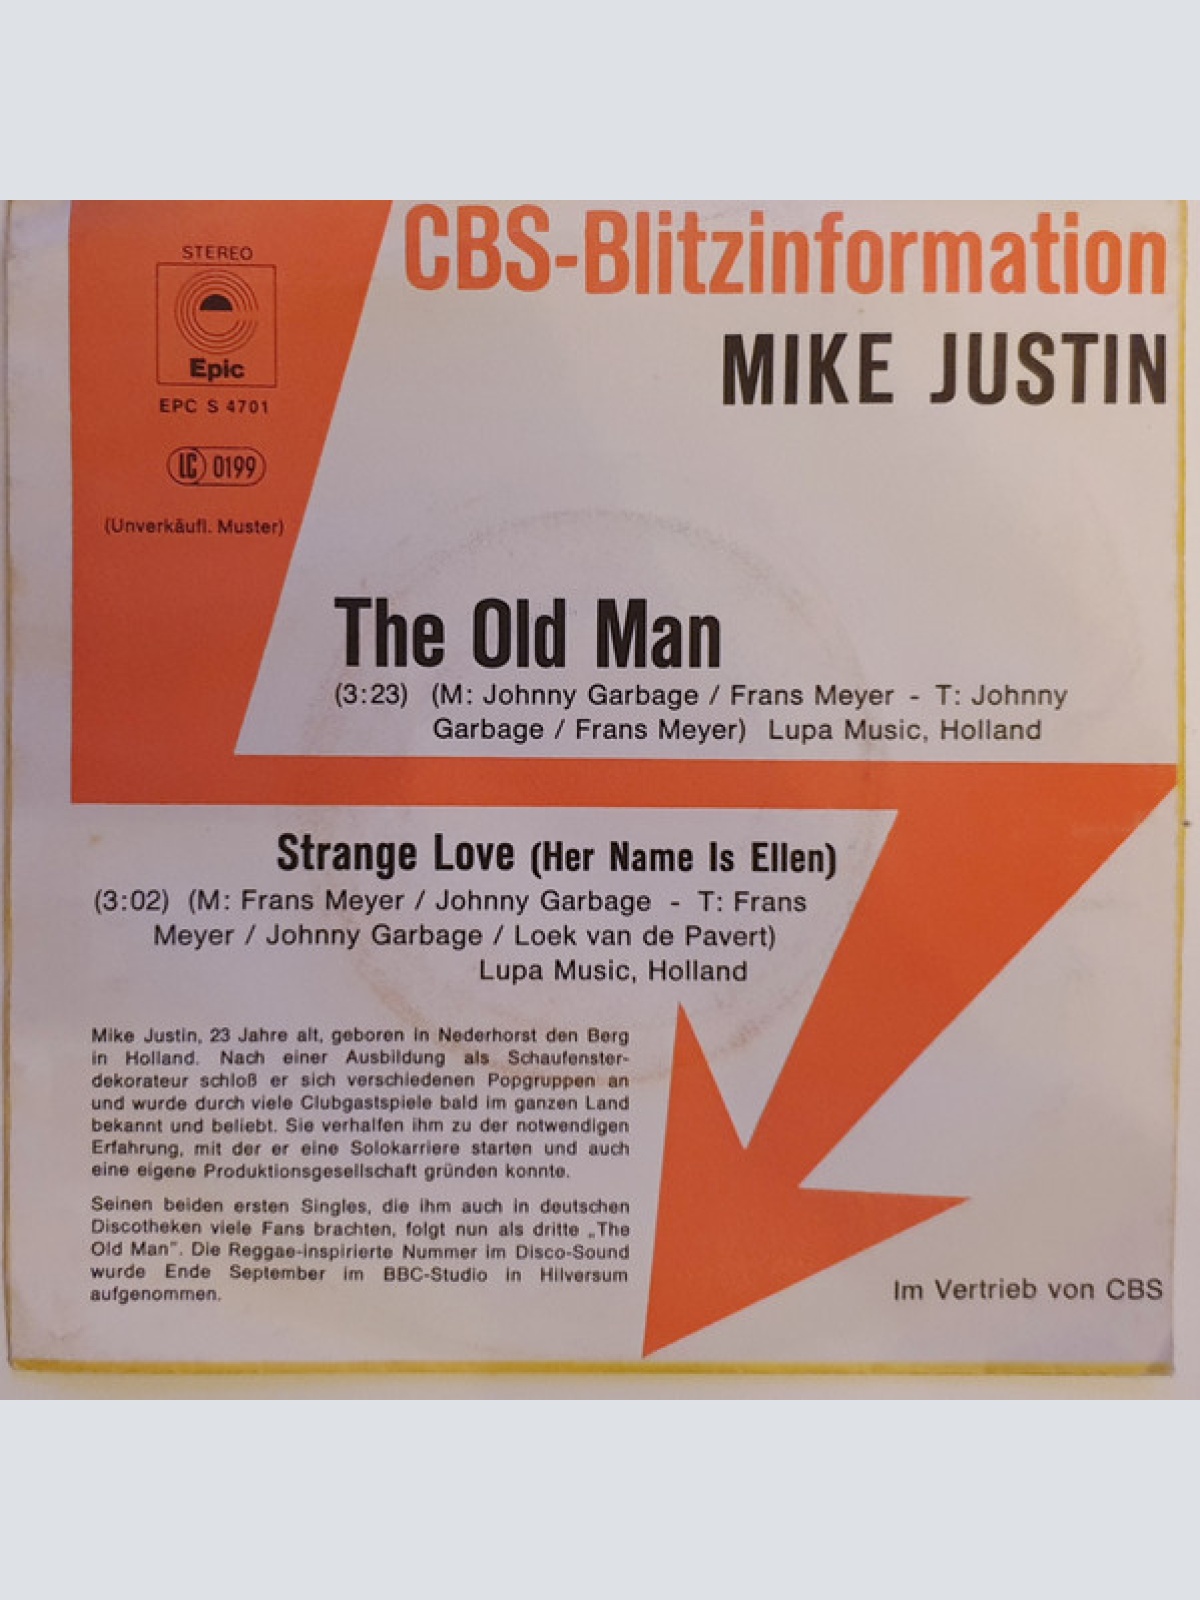 CBS-Blitzinformation
MIKE JUSTIN
STEREO
Epic
EPC S 4701
LC 0199
(Unverkäufl. Muster)
The Old Man
(3:23) (M: Johnny Garbage / Frans Meyer - T: Johnny
Garbage / Frans Meyer) Lupa Music, Holland
Strange Love (Her Name Is Ellen)
(3:02) (M: Frans Meyer / Johnny Garbage - T: Frans
Meyer / Johnny Garbage / Loek van de Pavert)
Lupa Music, Holland
Mike Justin, 23 Jahre alt, geboren in Nederhorst den Berg
in Holland. Nach einer Ausbildung als Schaufenster-
dekorateur schloß er sich verschiedenen Popgruppen an
und wurde durch viele Clubgastspiele bald im ganzen Land
bekannt und beliebt. Sie verhalfen ihm zu der notwendigen
Erfahrung, mit der er eine Solokarriere starten und auch
eine eigene Produktionsgesellschaft gründen konnte.
Seinen beiden ersten Singles, die ihm auch in deutschen
Discotheken viele Fans brachten, folgt nun als dritte „The
Old Man". Die Reggae-inspirierte Nummer im Disco-Sound
wurde Ende September im BBC-Studio in Hilversum
aufgenommen.
Im Vertrieb von CBS